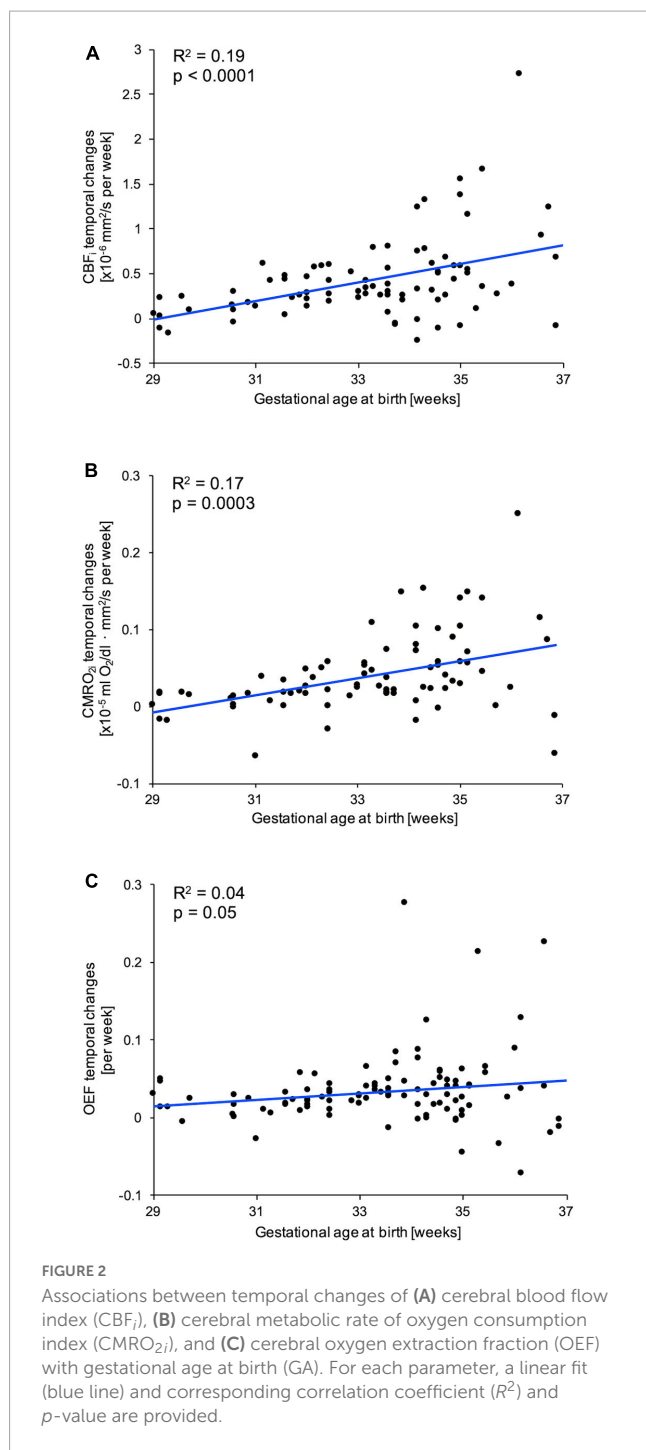 A
R² = 0.19
p < 0.0001
CBFᵢ temporal changes
[x10⁻⁶ mm²/s per week]
3
2.5
2
1.5
1
0.5
0
-0.5
29 31 33 35 37
Gestational age at birth [weeks]
B
R² = 0.17
p = 0.0003
CMRO₂ᵢ temporal changes
[x10⁻⁵ ml O₂/dl · mm²/s per week]
0.3
0.2
0.1
0
-0.1
29 31 33 35 37
Gestational age at birth [weeks]
C
R² = 0.04
p = 0.05
OEF temporal changes
[per week]
0.3
0.2
0.1
0
-0.1
29 31 33 35 37
Gestational age at birth [weeks]
FIGURE 2
Associations between temporal changes of (A) cerebral blood flow
index (CBFᵢ), (B) cerebral metabolic rate of oxygen consumption
index (CMRO₂ᵢ), and (C) cerebral oxygen extraction fraction (OEF)
with gestational age at birth (GA). For each parameter, a linear fit
(blue line) and corresponding correlation coefficient (R²) and
p-value are provided.